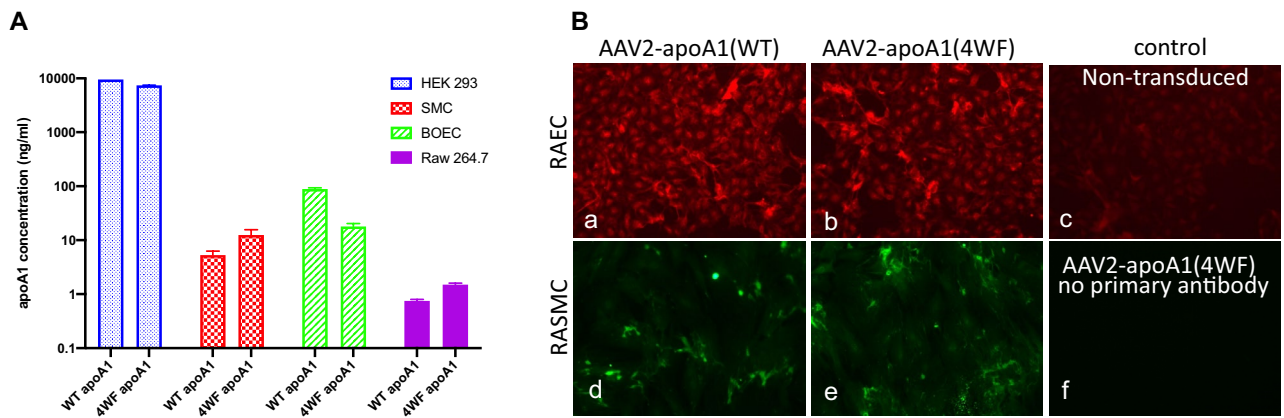 A
apoA1 concentration (ng/ml)
10000
1000
100
10
1
0.1
HEK 293
SMC
BOEC
Raw 264.7
WT apoA1
4WF apoA1
WT apoA1
4WF apoA1
WT apoA1
4WF apoA1
WT apoA1
4WF apoA1
B
AAV2-apoA1(WT)
AAV2-apoA1(4WF)
control
RAEC
a
b
Non-transduced
c
RASMC
d
e
AAV2-apoA1(4WF)
no primary antibody
f